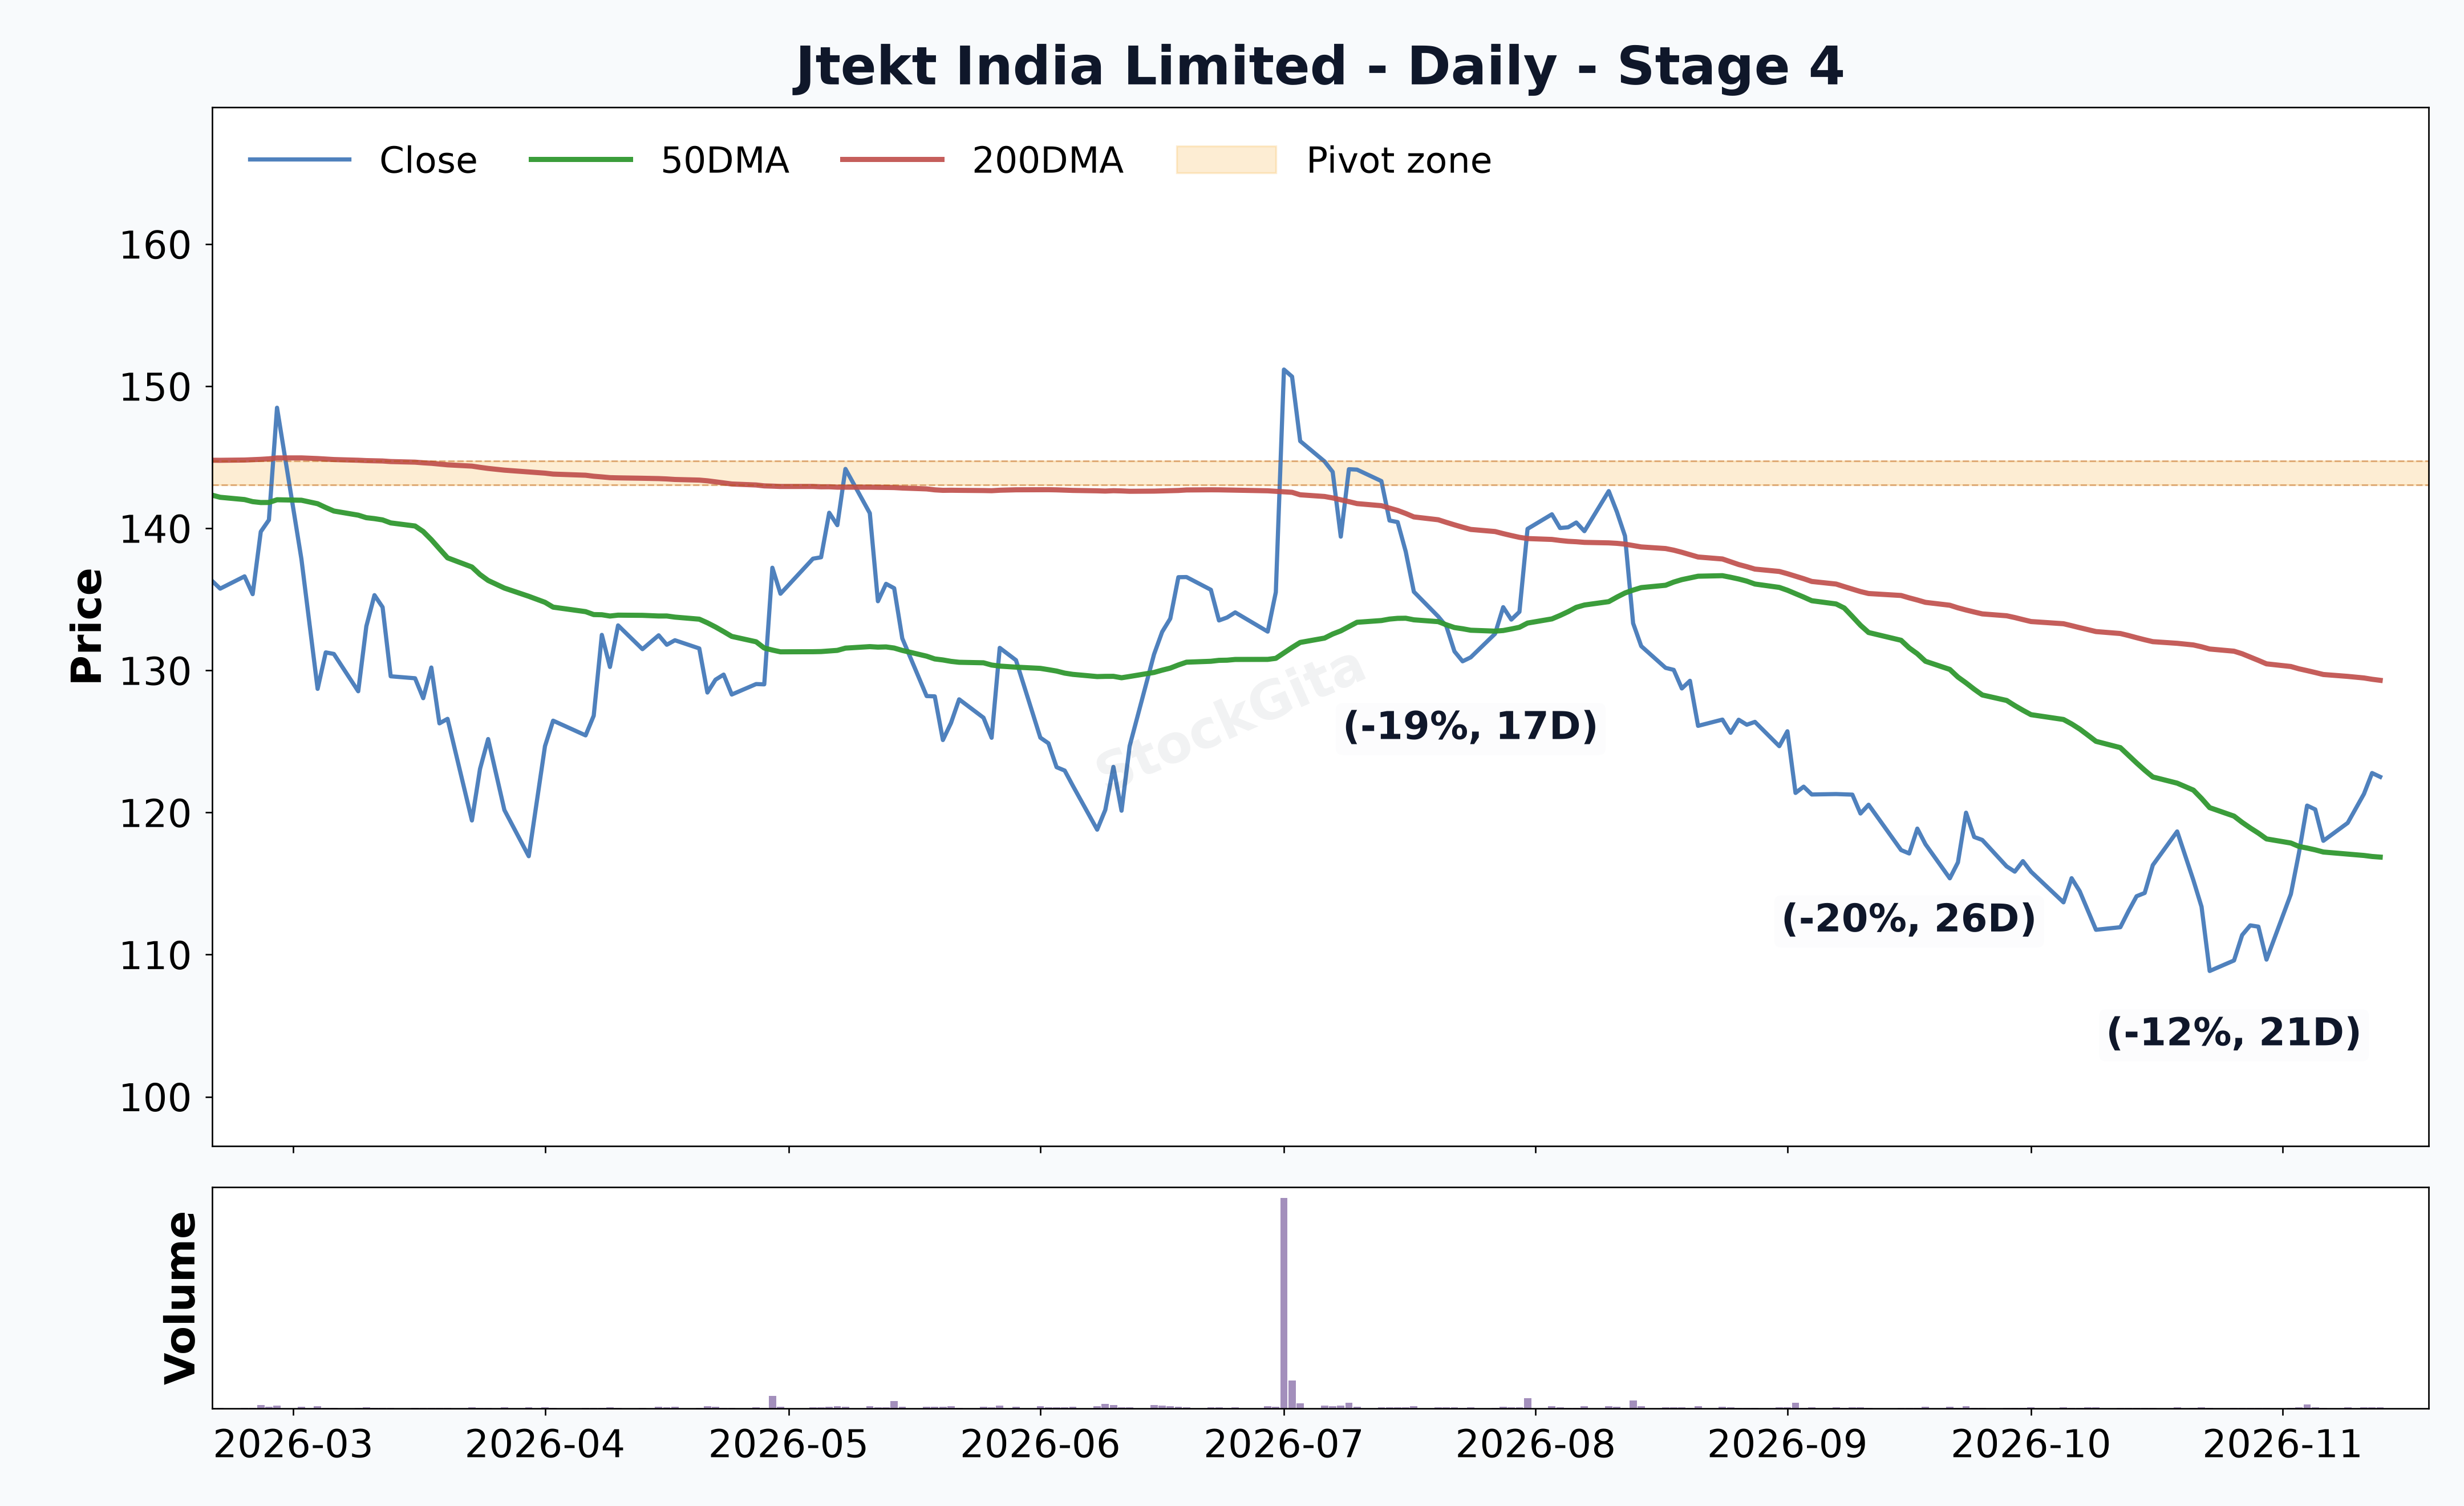 Jtekt India Limited - Daily - Stage 4
Close 50DMA 200DMA Pivot zone
160
150
140
130
120
110
100
Price
StockGita
(-19%, 17D)
(-20%, 26D)
(-12%, 21D)
Volume
2026-03 2026-04 2026-05 2026-06 2026-07 2026-08 2026-09 2026-10 2026-11